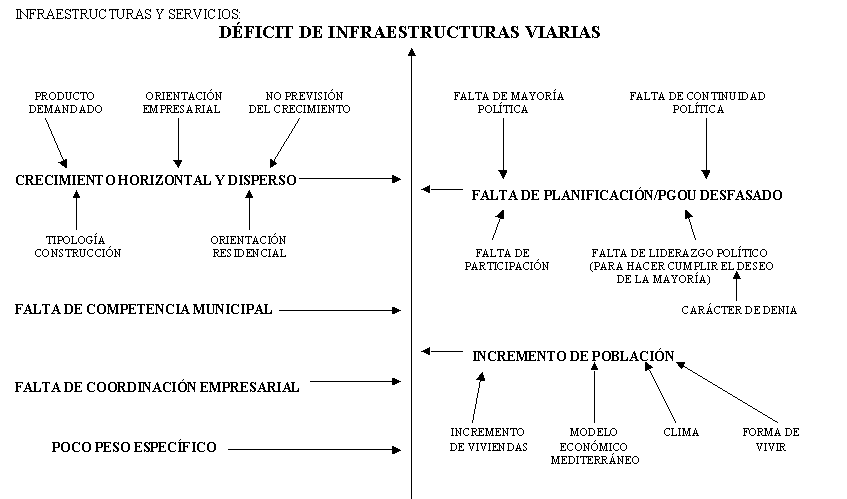 INFRAESTRUCTURAS Y SERVICIOS:
DÉFICIT DE INFRAESTRUCTURAS VIARIAS
PRODUCTO
DEMANDADO
ORIENTACIÓN
EMPRESARIAL
NO PREVISIÓN
DEL CRECIMIENTO
CRECIMIENTO HORIZONTAL Y DISPERSO
TIPOLOGÍA
CONSTRUCCIÓN
ORIENTACIÓN
RESIDENCIAL
FALTA DE COMPETENCIA MUNICIPAL
FALTA DE COORDINACIÓN EMPRESARIAL
POCO PESO ESPECÍFICO
FALTA DE MAYORÍA
POLÍTICA
FALTA DE CONTINUIDAD
POLÍTICA
FALTA DE PLANIFICACIÓN/PGOU DESFASADO
FALTA DE
PARTICIPACIÓN
FALTA DE LIDERAZGO POLÍTICO
(PARA HACER CUMPLIR EL DESEO
DE LA MAYORÍA)
CARÁCTER DE DENIA
INCREMENTO DE POBLACIÓN
INCREMENTO
DE VIVIENDAS
MODELO
ECONÓMICO
MEDITERRÁNEO
CLIMA
FORMA DE
VIVIR